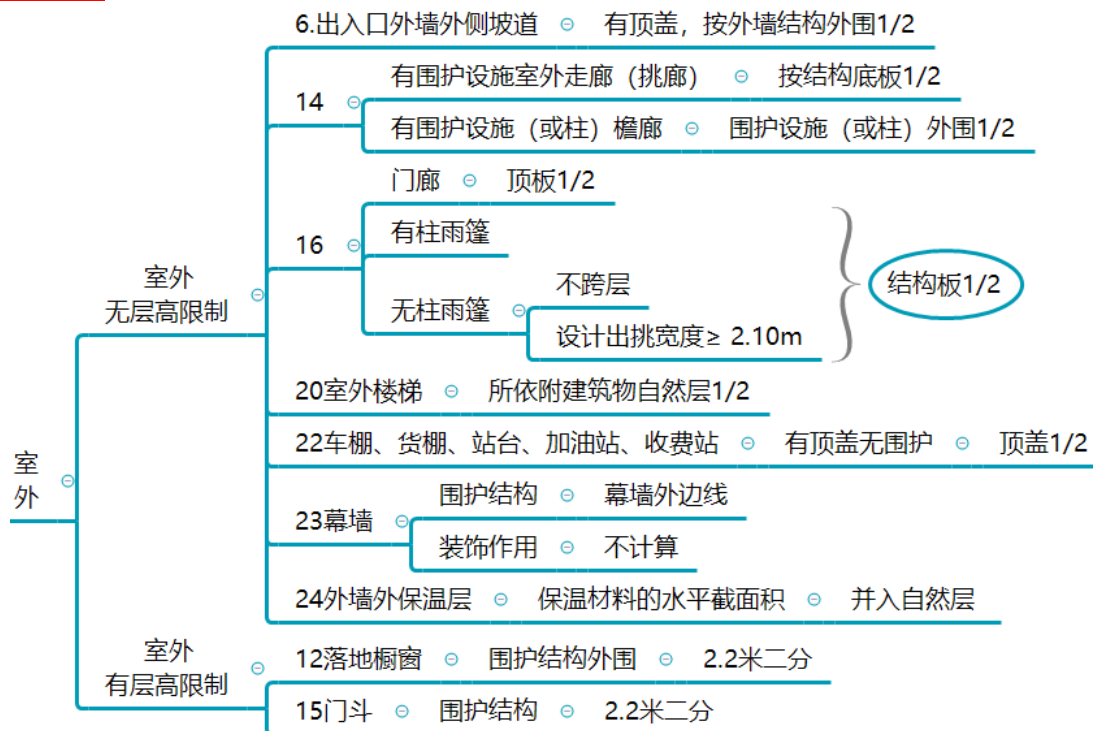 6.出入口外墙外侧坡道 有顶盖，按外墙结构外围1/2
14
有围护设施室外走廊（挑廊） 按结构底板1/2
有围护设施（或柱）檐廊 围护设施（或柱）外围1/2
16
门廊 顶板1/2
有柱雨篷
无柱雨篷
不跨层
设计出挑宽度≥ 2.10m
结构板1/2
室外
无层高限制
20室外楼梯 所依附建筑物自然层1/2
22车棚、货棚、站台、加油站、收费站 有顶盖无围护 顶盖1/2
室
外
23幕墙
围护结构 幕墙外边线
装饰作用 不计算
24外墙外保温层 保温材料的水平截面积 并入自然层
室外
有层高限制
12落地橱窗 围护结构外围 2.2米二分
15门斗 围护结构 2.2米二分